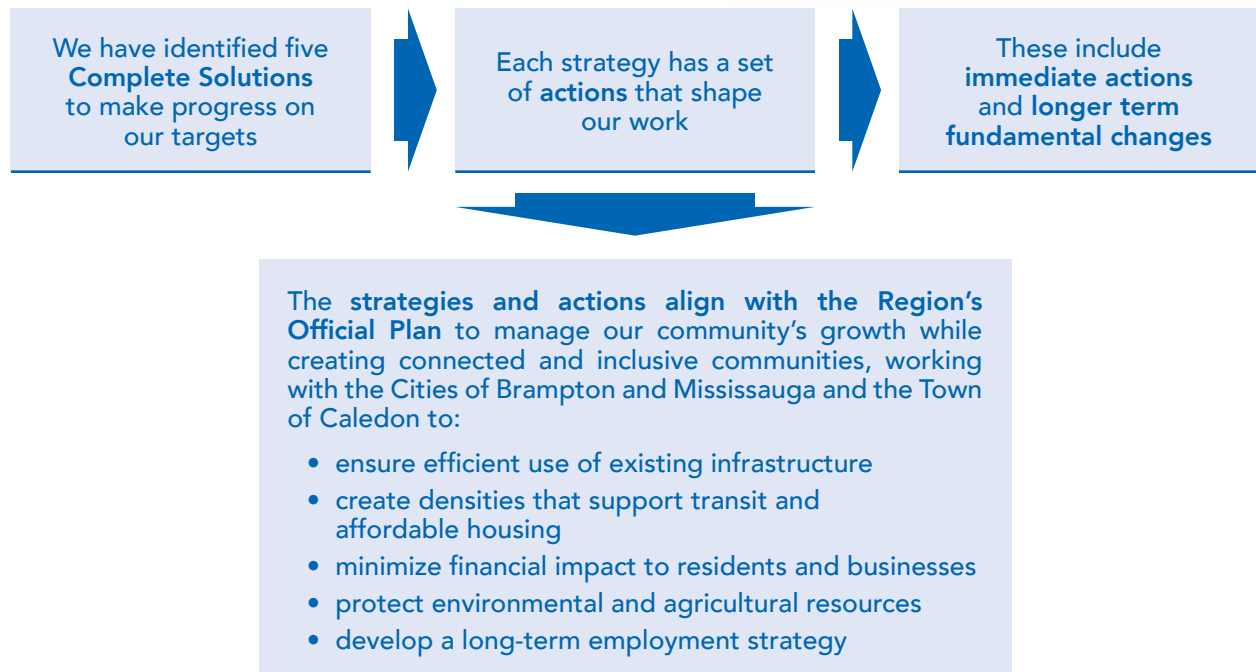 We have identified five
Complete Solutions
to make progress on
our targets
Each strategy has a set
of actions that shape
our work
These include
immediate actions
and longer term
fundamental changes
The strategies and actions align with the Region’s
Official Plan to manage our community’s growth while
creating connected and inclusive communities, working
with the Cities of Brampton and Mississauga and the Town
of Caledon to:
• ensure efficient use of existing infrastructure
• create densities that support transit and
affordable housing
• minimize financial impact to residents and businesses
• protect environmental and agricultural resources
• develop a long-term employment strategy